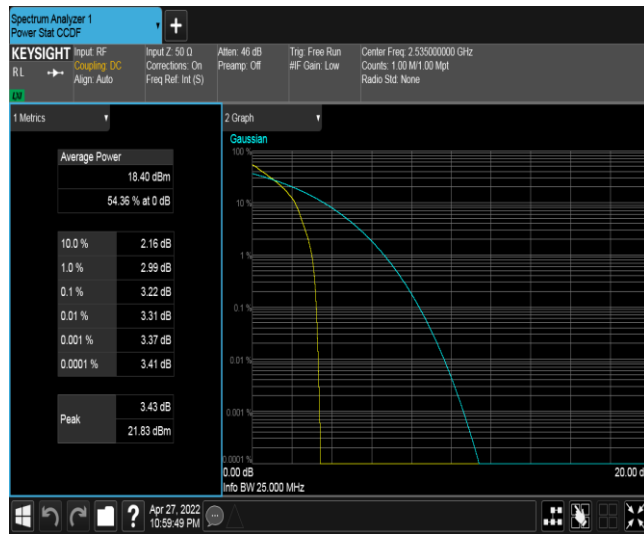 Spectrum Analyzer 1
Power Stat CCDF
+
KEYSIGHT
RL
Input: RF
Coupling: DC
Align: Auto
Input Z: 50 Ω
Corrections: On
Freq Ref: Int (S)
Atten: 46 dB
Preamp: Off
Trig: Free Run
#IF Gain: Low
Center Freq: 2.535000000 GHz
Counts: 1.00 M/1.00 Mpt
Radio Std: None
1 Metrics
Average Power
18.40 dBm
54.36 % at 0 dB
10.0 % 2.16 dB
1.0 % 2.99 dB
0.1 % 3.22 dB
0.01 % 3.31 dB
0.001 % 3.37 dB
0.0001 % 3.41 dB
Peak
3.43 dB
21.83 dBm
2 Graph
Gaussian
100 %
10 %
1 %
0.1 %
0.01 %
0.001 %
0.0001 %
0.00 dB
20.00 d
Info BW 25.000 MHz
?
Apr 27, 2022
10:59:49 PM